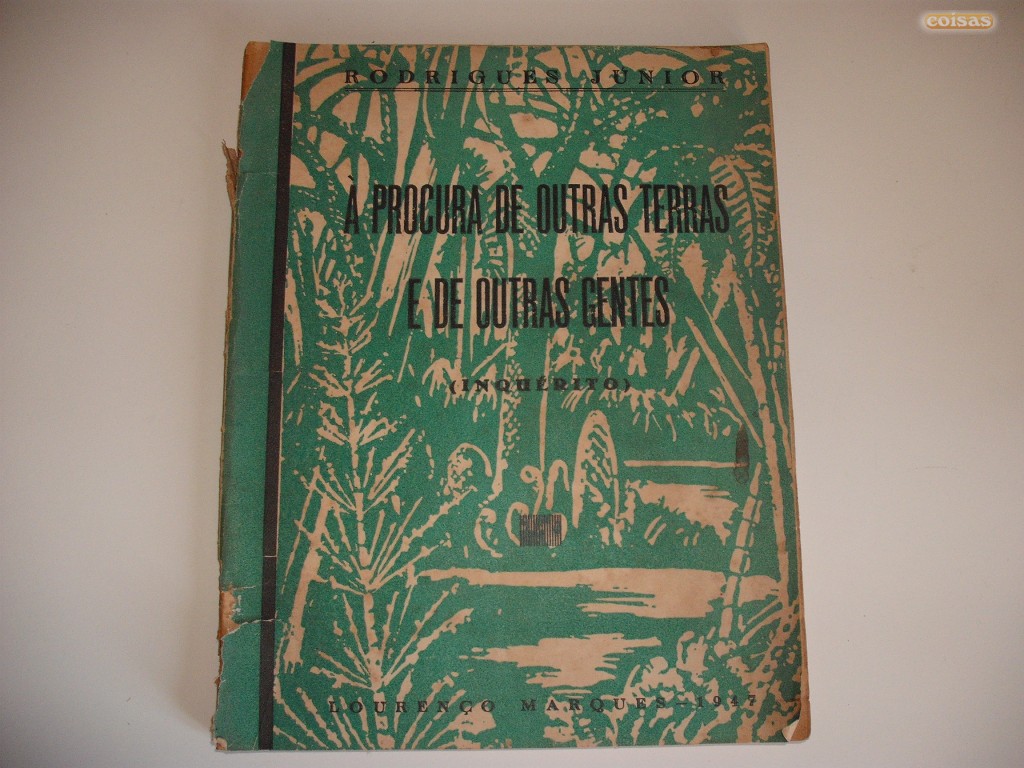 coisas
RODRIGUES JÚNIOR
À PROCURA DE OUTRAS TERRAS
E DE OUTRAS GENTES
(INQUÉRITO)
LOURENÇO MARQUES—1947